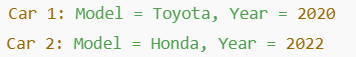 Car 1: Model = Toyota, Year = 2020
Car 2: Model = Honda, Year = 2022